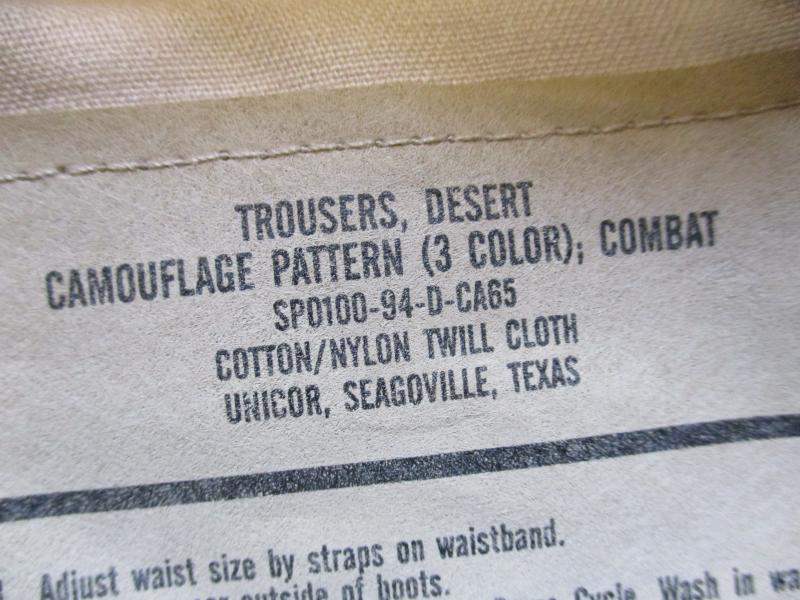 TROUSERS, DESERT
CAMOUFLAGE PATTERN (3 COLOR); COMBAT
SPO100-94-D-CA65
COTTON/NYLON TWILL CLOTH
UNICOR, SEAGOVILLE, TEXAS
Adjust waist size by straps on waistband.
outside of boots.
Cycle. Wash in